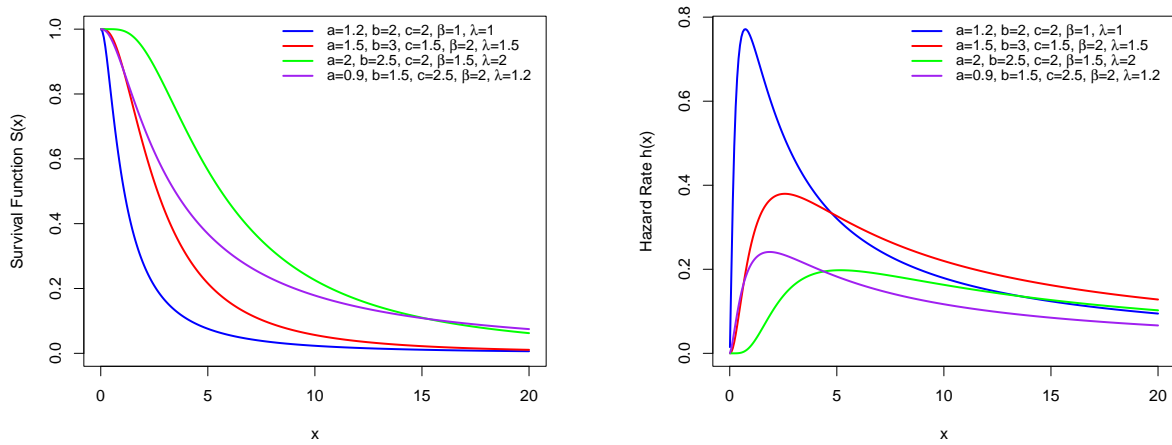 Survival Function S(x)
1.0
0.8
0.6
0.4
0.2
0.0
a=1.2, b=2, c=2, β=1, λ=1
a=1.5, b=3, c=1.5, β=2, λ=1.5
a=2, b=2.5, c=2, β=1.5, λ=2
a=0.9, b=1.5, c=2.5, β=2, λ=1.2
0 5 10 15 20
x
Hazard Rate h(x)
0.8
0.6
0.4
0.2
0.0
a=1.2, b=2, c=2, β=1, λ=1
a=1.5, b=3, c=1.5, β=2, λ=1.5
a=2, b=2.5, c=2, β=1.5, λ=2
a=0.9, b=1.5, c=2.5, β=2, λ=1.2
0 5 10 15 20
x